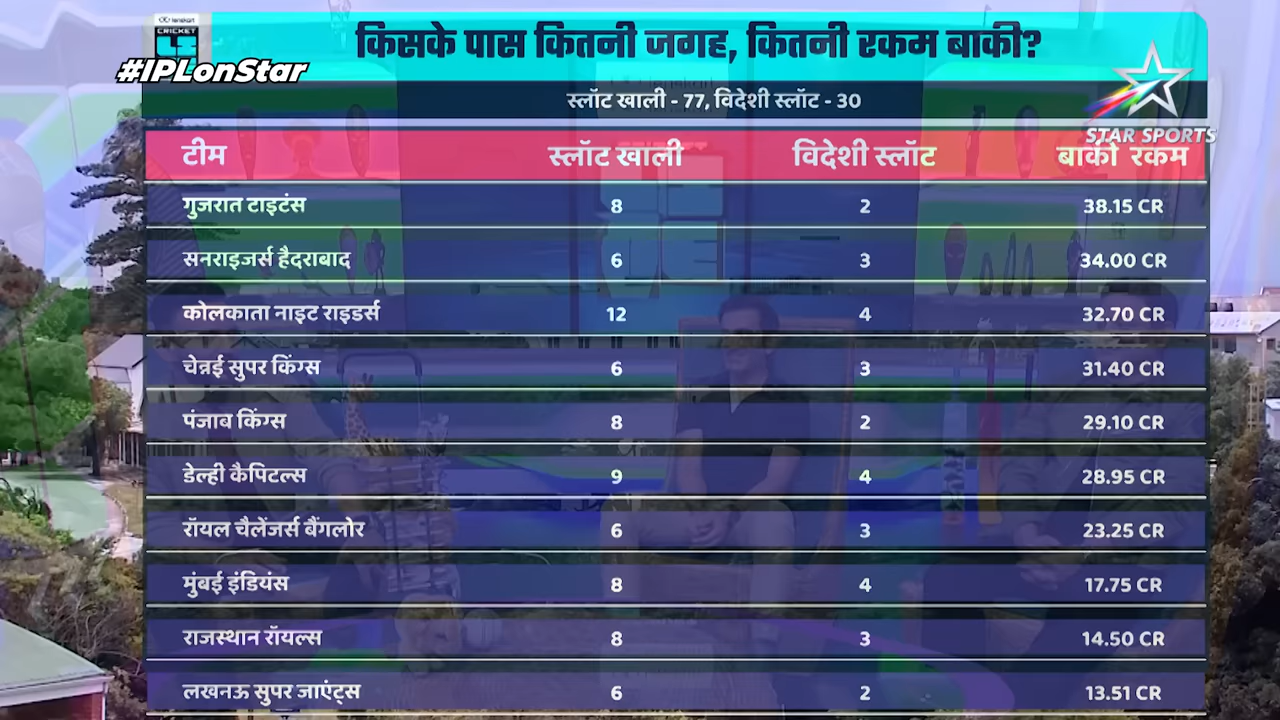 lenskart
CRICKET
#IPLonStar
किसके पास कितनी जगह, कितनी रकम बाकी?
STAR SPORTS
स्लॉट खाली - 77, विदेशी स्लॉट - 30
टीम स्लॉट खाली विदेशी स्लॉट बाकी रकम
गुजरात टाइटंस 8 2 38.15 CR
सनराइजर्स हैदराबाद 6 3 34.00 CR
कोलकाता नाइट राइडर्स 12 4 32.70 CR
चेन्नई सुपर किंग्स 6 3 31.40 CR
पंजाब किंग्स 8 2 29.10 CR
डेल्ही कैपिटल्स 9 4 28.95 CR
रॉयल चैलेंजर्स बैंगलोर 6 3 23.25 CR
मुंबई इंडियंस 8 4 17.75 CR
राजस्थान रॉयल्स 8 3 14.50 CR
लखनऊ सुपर जाएंट्स 6 2 13.51 CR